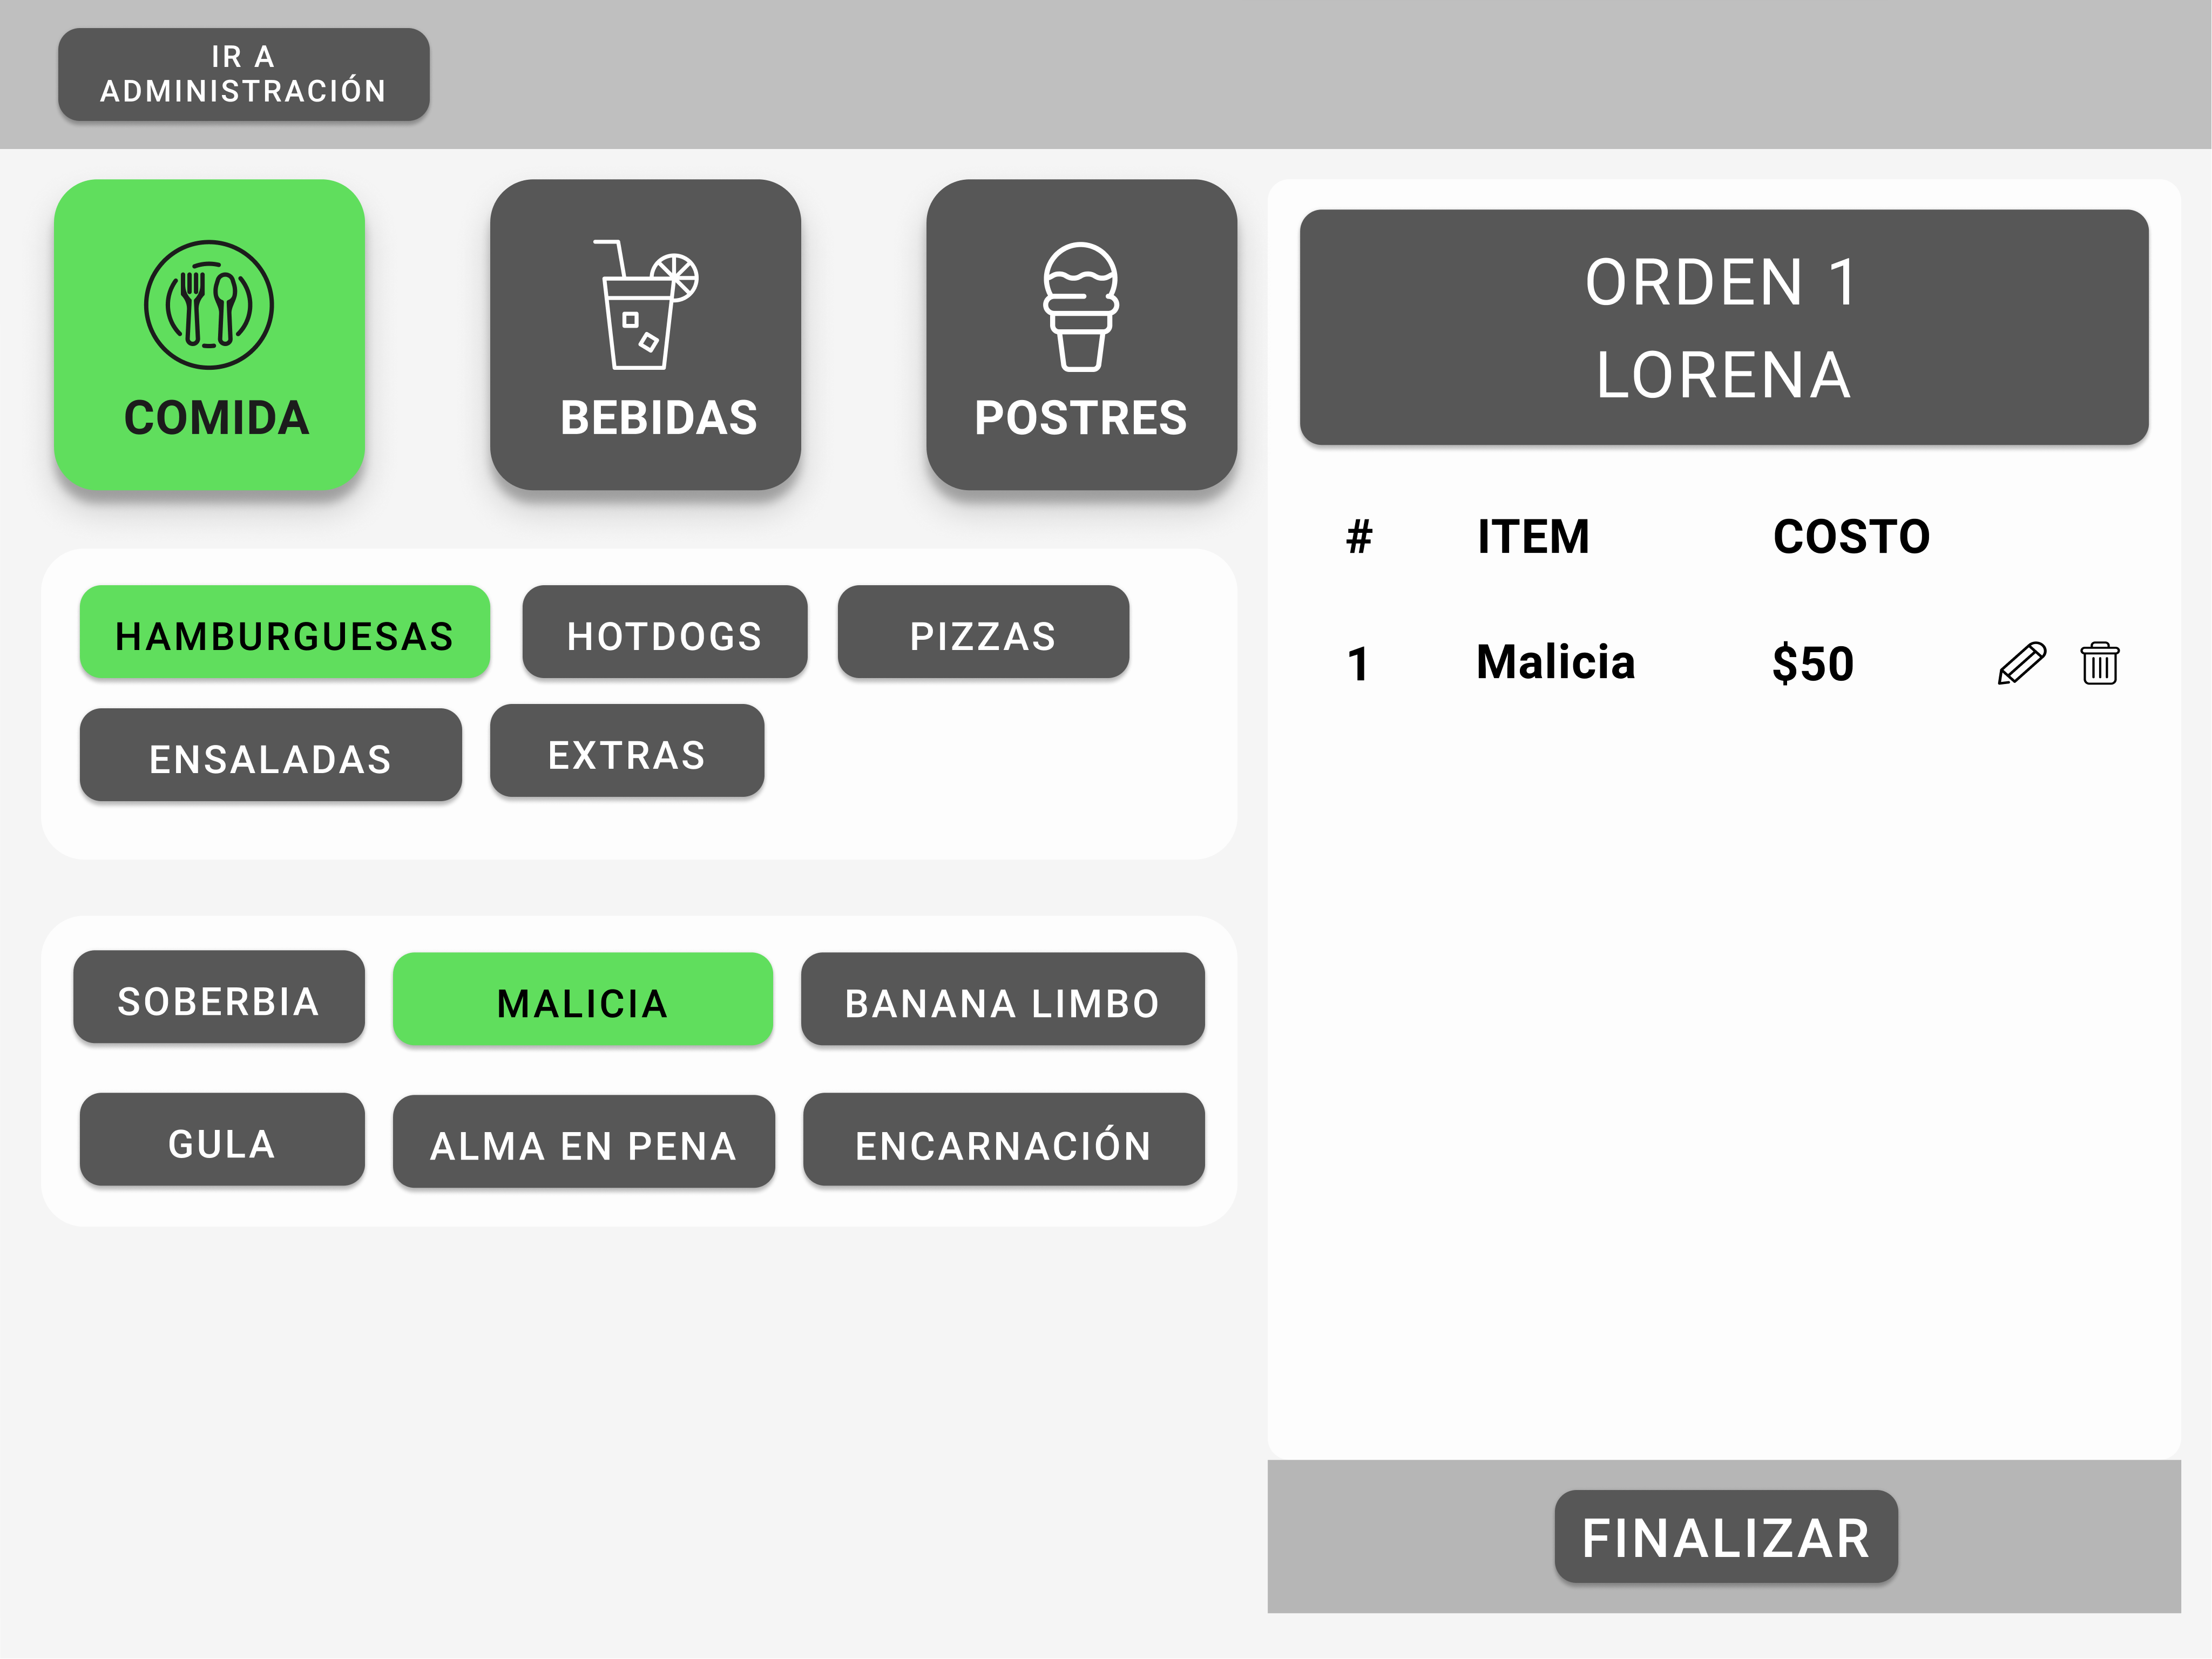 IR A
ADMINISTRACIÓN
COMIDA
BEBIDAS
POSTRES
HAMBURGUESAS
HOTDOGS
PIZZAS
ENSALADAS
EXTRAS
SOBERBIA
MALICIA
BANANA LIMBO
GULA
ALMA EN PENA
ENCARNACIÓN
ORDEN 1
LORENA
# ITEM COSTO
1 Malicia $50
FINALIZAR